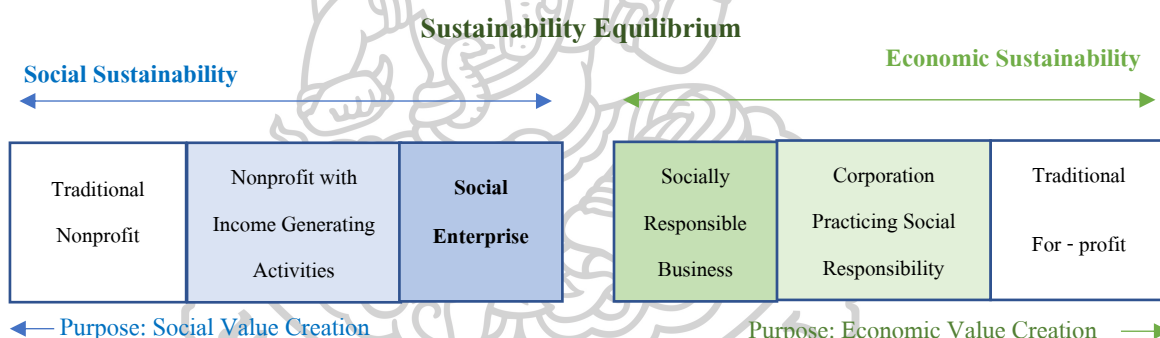 Sustainability Equilibrium
Social Sustainability
Economic Sustainability
Traditional
Nonprofit
Nonprofit with
Income Generating
Activities
Social
Enterprise
Socially
Responsible
Business
Corporation
Practicing Social
Responsibility
Traditional
For - profit
Purpose: Social Value Creation
Purpose: Economic Value Creation